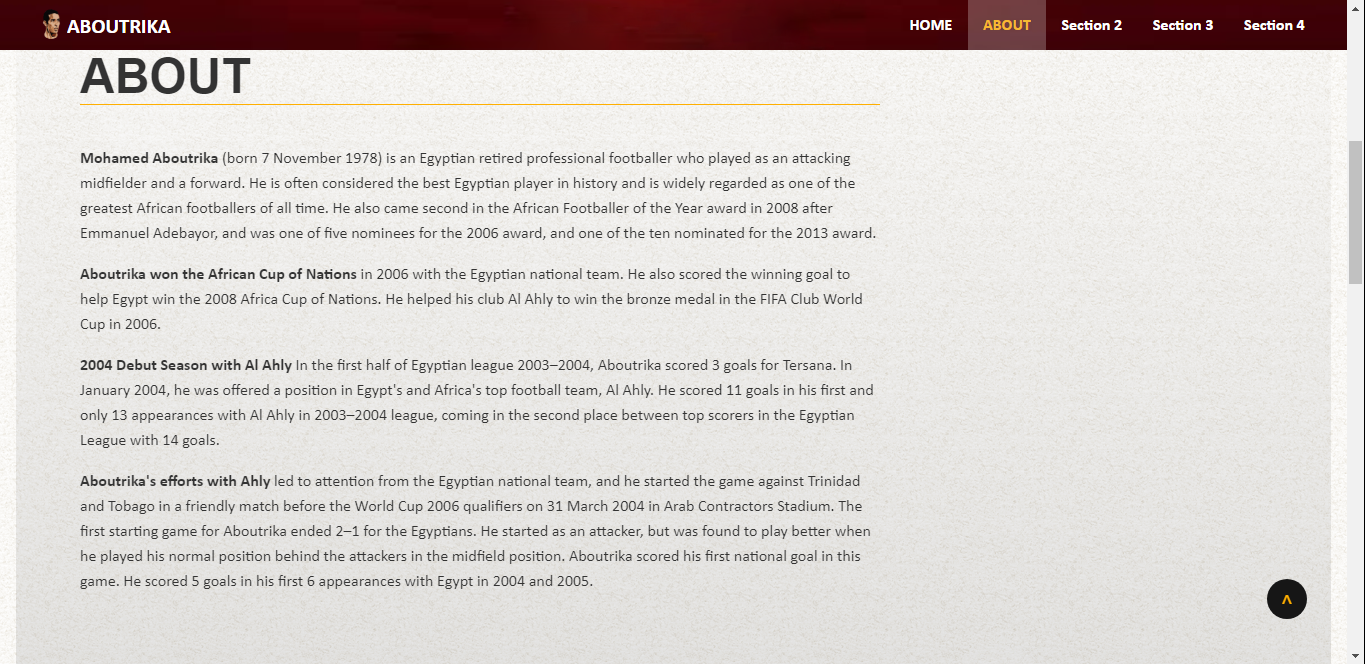 ABOUTRIKA
HOME
ABOUT
Section 2
Section 3
Section 4
ABOUT
Mohamed Aboutrika (born 7 November 1978) is an Egyptian retired professional footballer who played as an attacking
midfielder and a forward. He is often considered the best Egyptian player in history and is widely regarded as one of the
greatest African footballers of all time. He also came second in the African Footballer of the Year award in 2008 after
Emmanuel Adebayor, and was one of five nominees for the 2006 award, and one of the ten nominated for the 2013 award.
Aboutrika won the African Cup of Nations in 2006 with the Egyptian national team. He also scored the winning goal to
help Egypt win the 2008 Africa Cup of Nations. He helped his club Al Ahly to win the bronze medal in the FIFA Club World
Cup in 2006.
2004 Debut Season with Al Ahly In the first half of Egyptian league 2003–2004, Aboutrika scored 3 goals for Tersana. In
January 2004, he was offered a position in Egypt's and Africa's top football team, Al Ahly. He scored 11 goals in his first and
only 13 appearances with Al Ahly in 2003–2004 league, coming in the second place between top scorers in the Egyptian
League with 14 goals.
Aboutrika's efforts with Ahly led to attention from the Egyptian national team, and he started the game against Trinidad
and Tobago in a friendly match before the World Cup 2006 qualifiers on 31 March 2004 in Arab Contractors Stadium. The
first starting game for Aboutrika ended 2–1 for the Egyptians. He started as an attacker, but was found to play better when
he played his normal position behind the attackers in the midfield position. Aboutrika scored his first national goal in this
game. He scored 5 goals in his first 6 appearances with Egypt in 2004 and 2005.
^